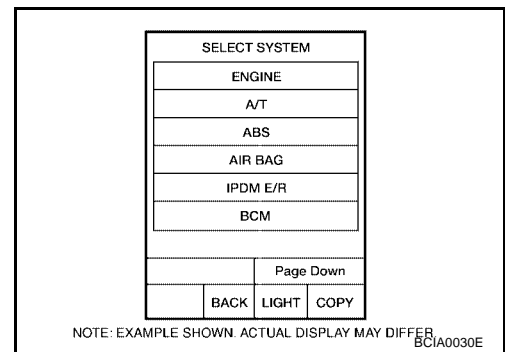 SELECT SYSTEM
ENGINE
A/T
ABS
AIR BAG
IPDM E/R
BCM
Page Down
BACK LIGHT COPY
NOTE: EXAMPLE SHOWN. ACTUAL DISPLAY MAY DIFFER
BCIA0030E